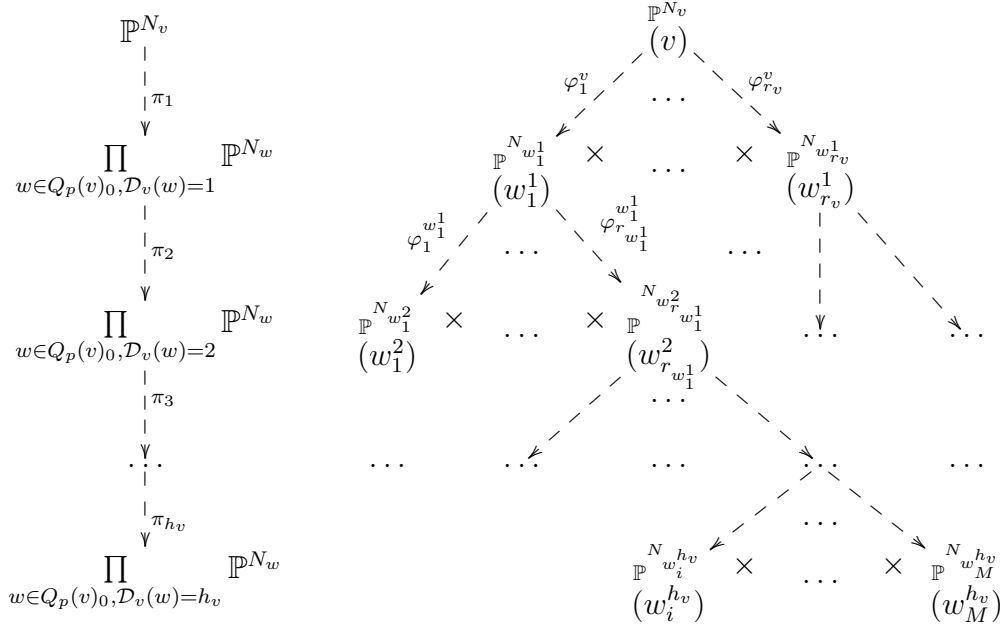 ℙ^{N_v}
π_1
∏_{w∈Q_p(v)_0, 𝒟_v(w)=1} ℙ^{N_w}
π_2
∏_{w∈Q_p(v)_0, 𝒟_v(w)=2} ℙ^{N_w}
π_3
...
π_{h_v}
∏_{w∈Q_p(v)_0, 𝒟_v(w)=h_v} ℙ^{N_w}
ℙ^{N_v}
(v)
φ_1^v ... φ_{r_v}^v
ℙ^{N_{w_1^1}} × ... × ℙ^{N_{w_{r_v}^1}}
(w_1^1) (w_{r_v}^1)
φ_1^{w_1^1} ... φ_{r_{w_1^1}}^{w_1^1} ...
ℙ^{N_{w_1^2}} × ... × ℙ^{N_{w_{r_{w_1^1}}^2}} ... ...
(w_1^2) (w_{r_{w_1^1}}^2)
...
... ... ... ... ...
...
ℙ^{N_{w_i^{h_v}}} × ... × ℙ^{N_{w_M^{h_v}}}
(w_i^{h_v}) (w_M^{h_v})